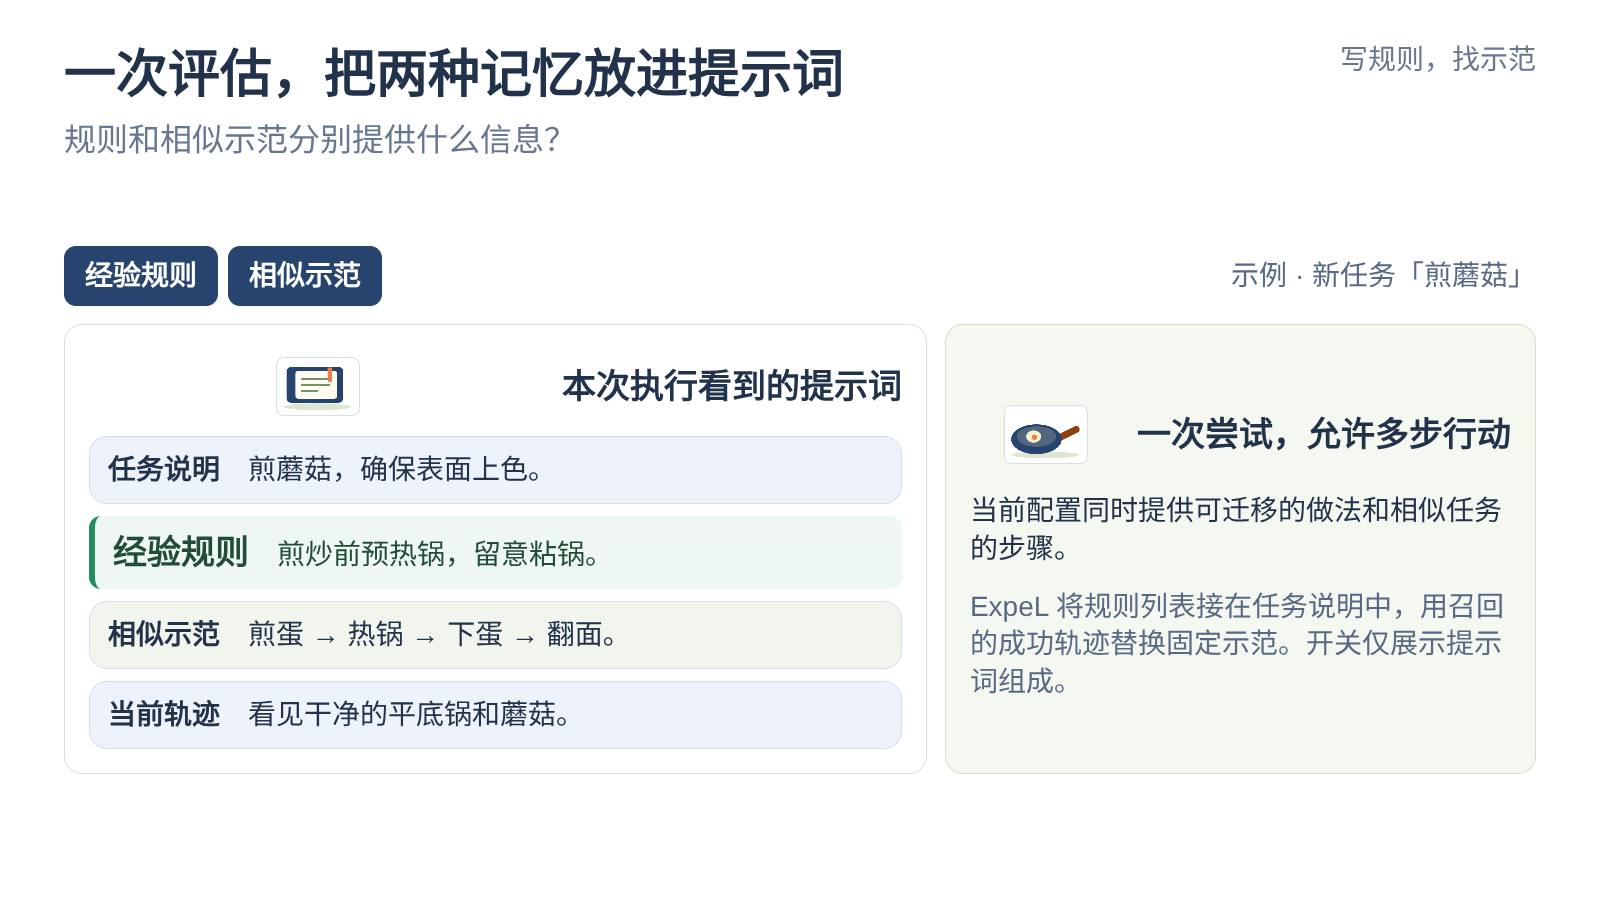 一次评估，把两种记忆放进提示词
写规则，找示范
规则和相似示范分别提供什么信息？
经验规则
相似示范
示例 · 新任务「煎蘑菇」
本次执行看到的提示词
任务说明 煎蘑菇，确保表面上色。
经验规则 煎炒前预热锅，留意粘锅。
相似示范 煎蛋 → 热锅 → 下蛋 → 翻面。
当前轨迹 看见干净的平底锅和蘑菇。
一次尝试，允许多步行动
当前配置同时提供可迁移的做法和相似任务
的步骤。
ExpeL 将规则列表接在任务说明中，用召回
的成功轨迹替换固定示范。开关仅展示提示
词组成。